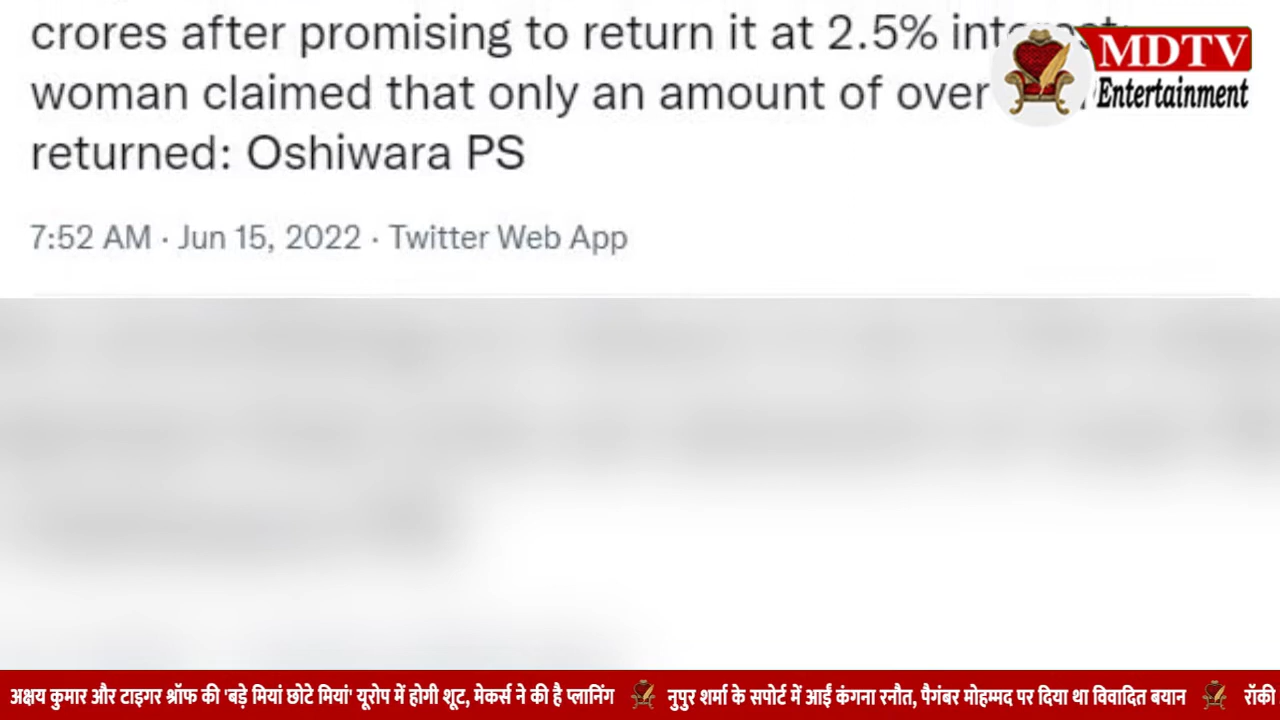 crores after promising to return it at 2.5% interest;
woman claimed that only an amount of over
returned: Oshiwara PS
7:52 AM · Jun 15, 2022 · Twitter Web App
MDTV
Entertainment
अक्षय कुमार और टाइगर श्रॉफ की 'बड़े मियां छोटे मियां' यूरोप में होगी शूट, मेकर्स ने की है प्लानिंग नुपुर शर्मा के सपोर्ट में आईं कंगना रनौत, पैगंबर मोहम्मद पर दिया था विवादित बयान रॉकी